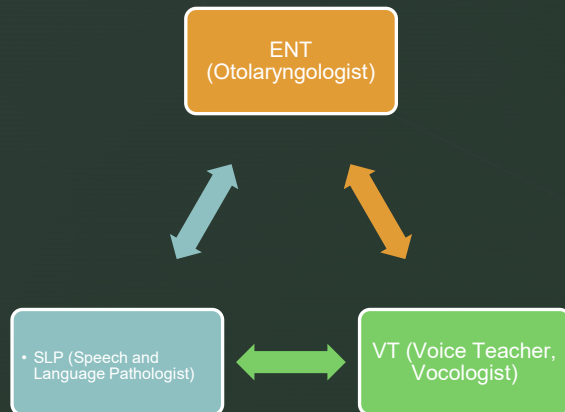 ENT
(Otolaryngologist)
• SLP (Speech and
Language Pathologist)
VT (Voice Teacher,
Vocologist)